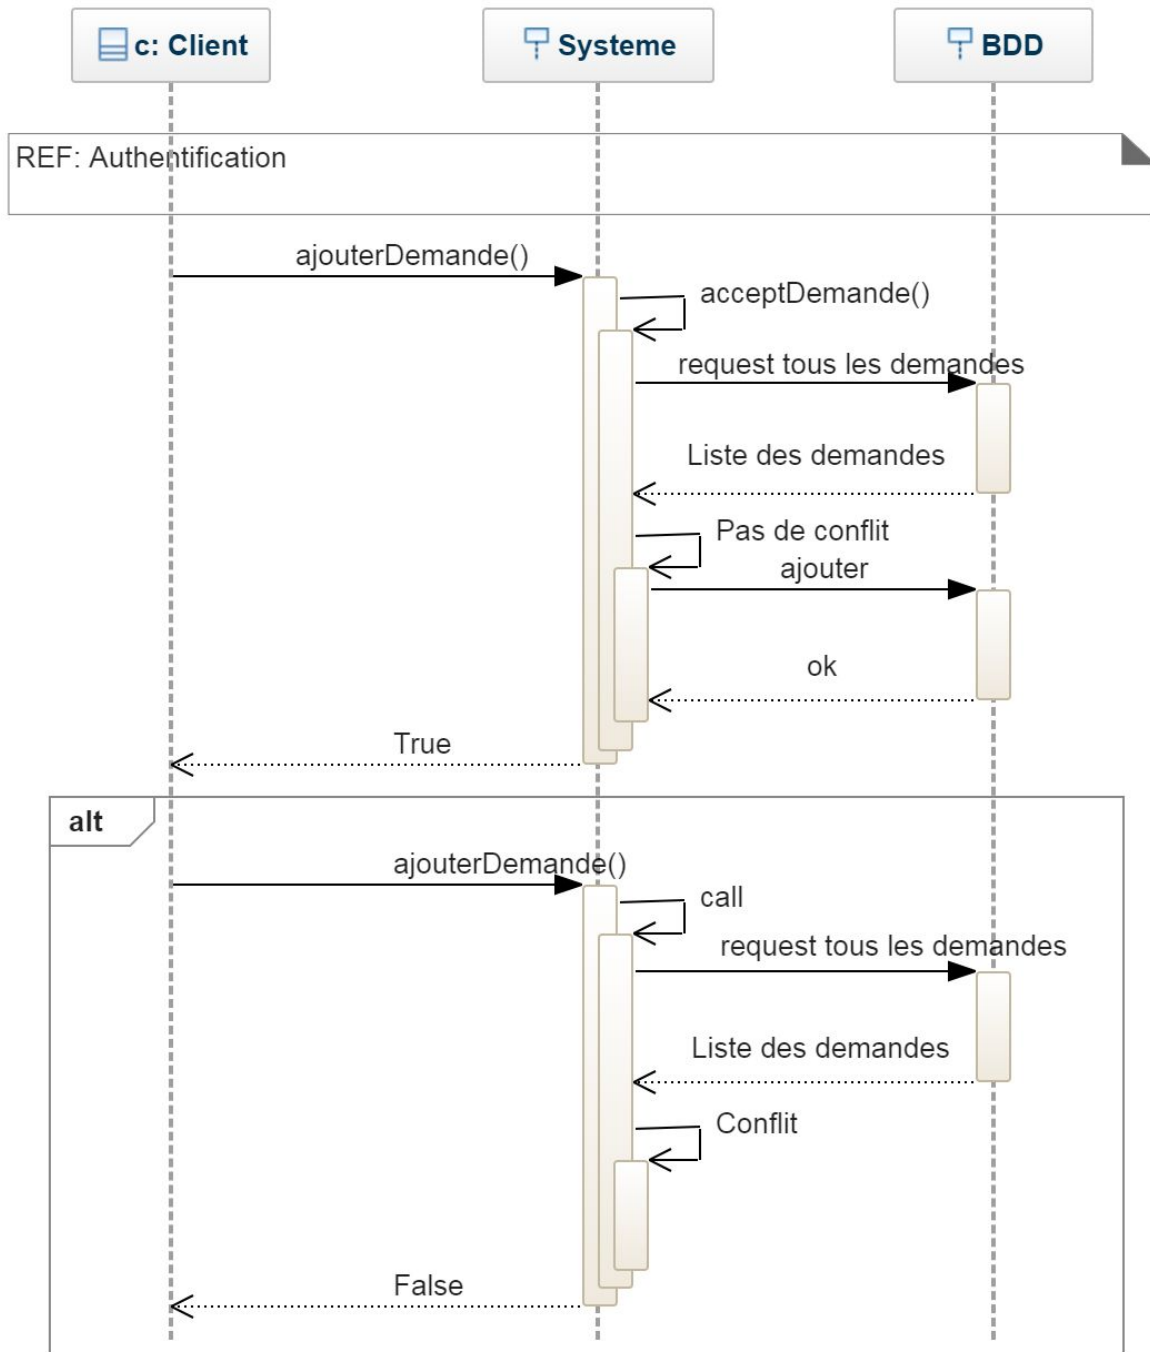 c: Client
Systeme
BDD
REF: Authentification
ajouterDemande()
acceptDemande()
request tous les demandes
Liste des demandes
Pas de conflit
ajouter
ok
True
alt
ajouterDemande()
call
request tous les demandes
Liste des demandes
Conflit
False